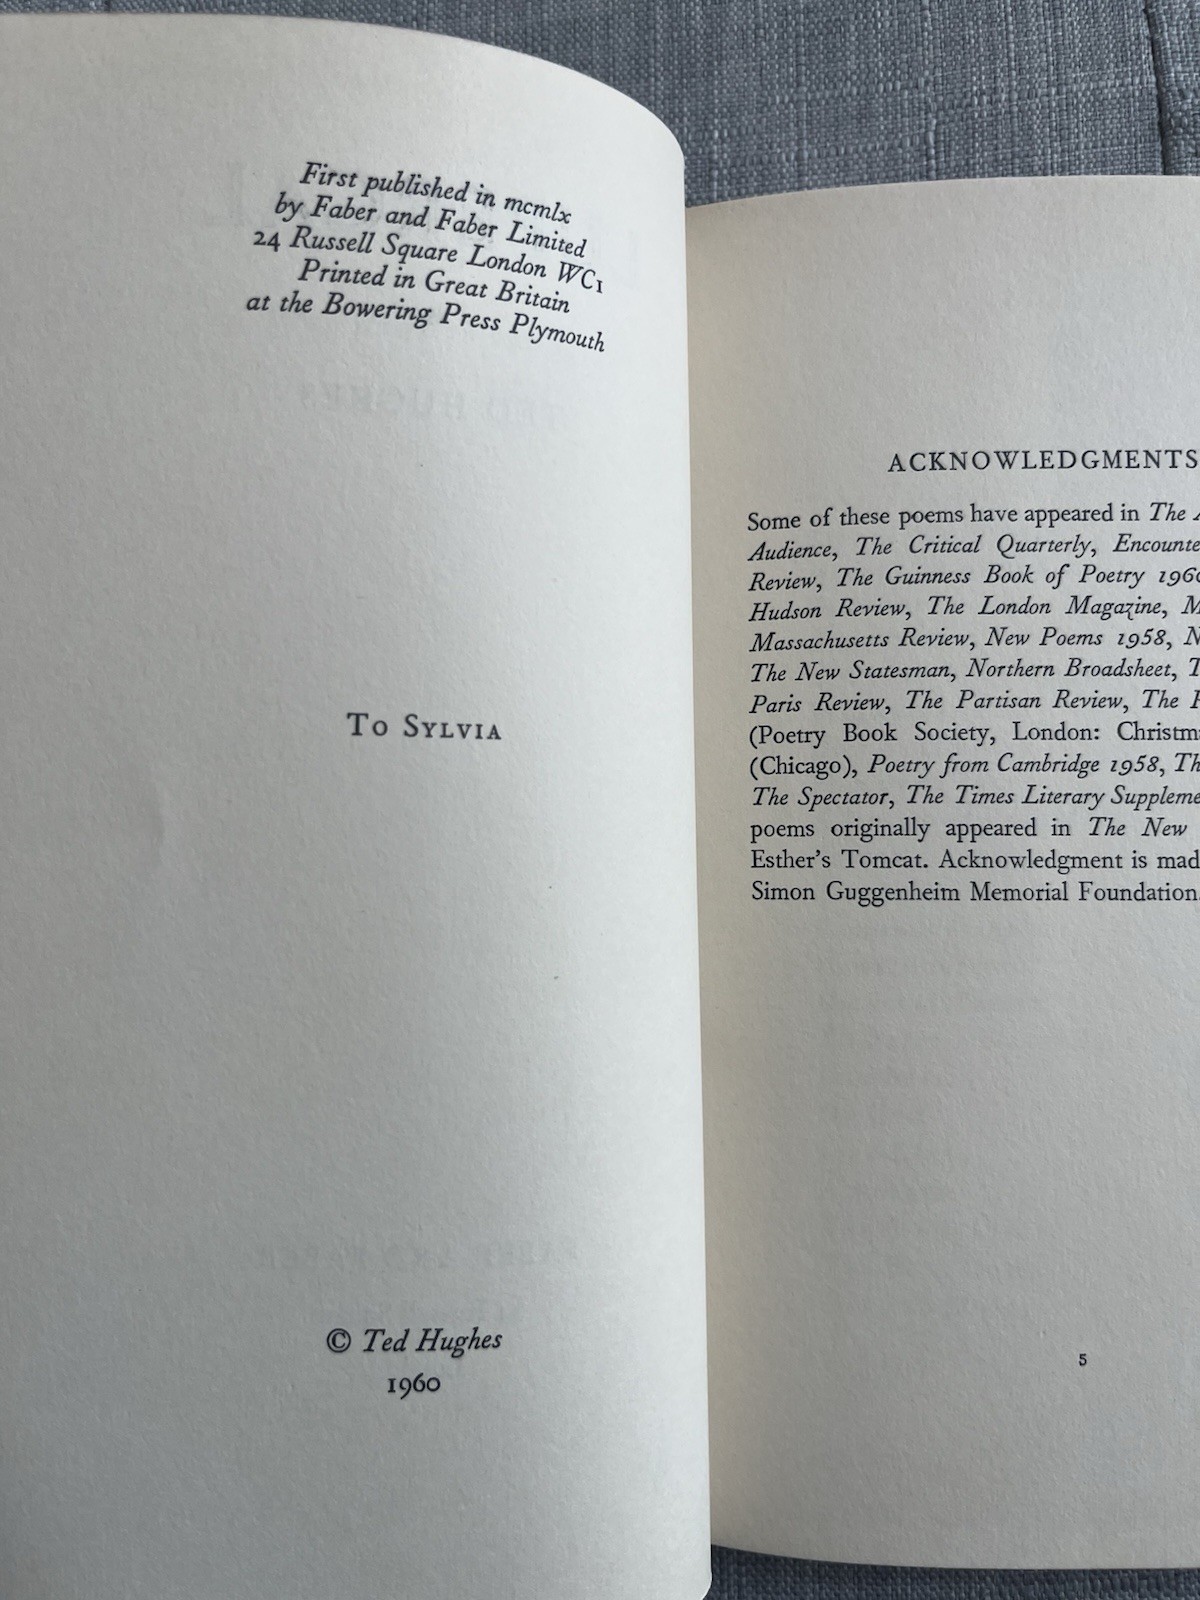 First published in mcmlx
by Faber and Faber Limited
24 Russell Square London WC1
Printed in Great Britain
at the Bowering Press Plymouth
TED HUGHES
To Sylvia
© Ted Hughes
1960
ACKNOWLEDGMENTS
Some of these poems have appeared in The
Audience, The Critical Quarterly,
Review, The Guinness Book of Poetry
Hudson Review, The London Magazine,
Massachusetts Review, New Poems 1958,
The New Statesman, Northern Broadsheet,
Paris Review, The Partisan Review, The
(Poetry Book Society, London:
(Chicago), Poetry from Cambridge 1958,
The Spectator, The Times Literary
poems originally appeared in The New
Esther's Tomcat. Acknowledgment is
Simon Guggenheim Memorial Foundation.
5